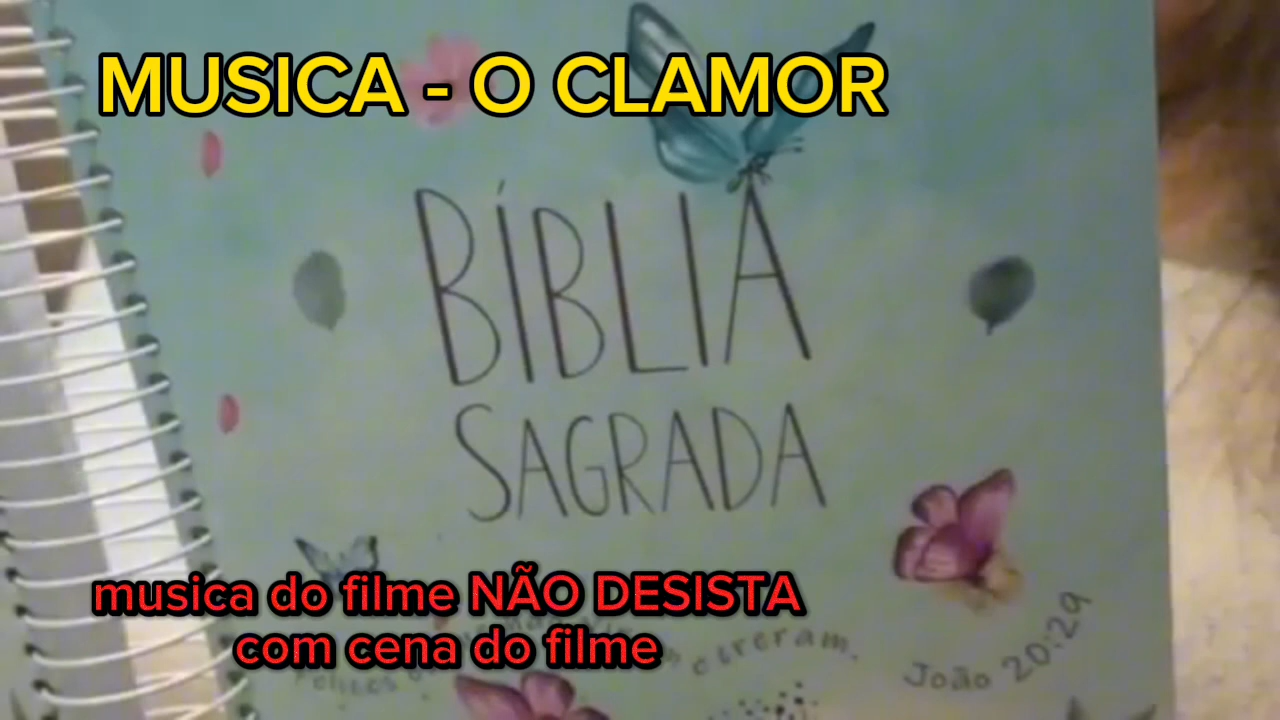 MUSICA - O CLAMOR
BÍBLIA
SAGRADA
musica do filme NÃO DESISTA
com cena do filme
creram.
João 20:29